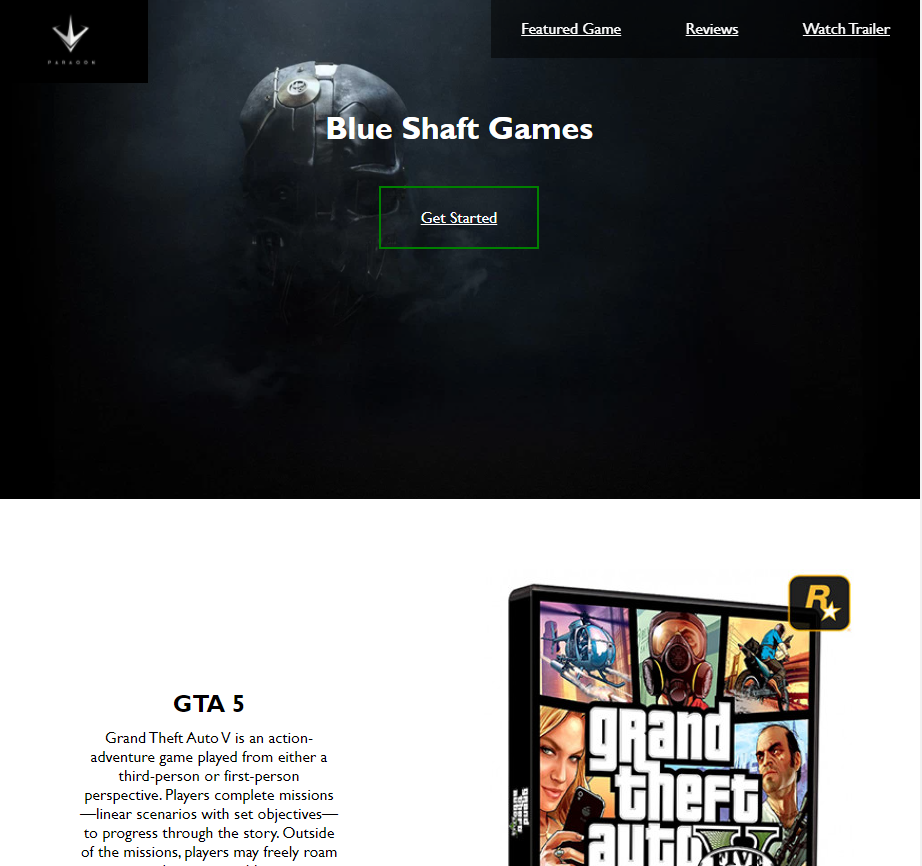 PARAGON
Featured Game
Reviews
Watch Trailer
Blue Shaft Games
Get Started
GTA 5
Grand Theft Auto V is an action-
adventure game played from either a
third-person or first-person
perspective. Players complete missions
—linear scenarios with set objectives—
to progress through the story. Outside
of the missions, players may freely roam
R
grand
theft
auto
V
FIVE